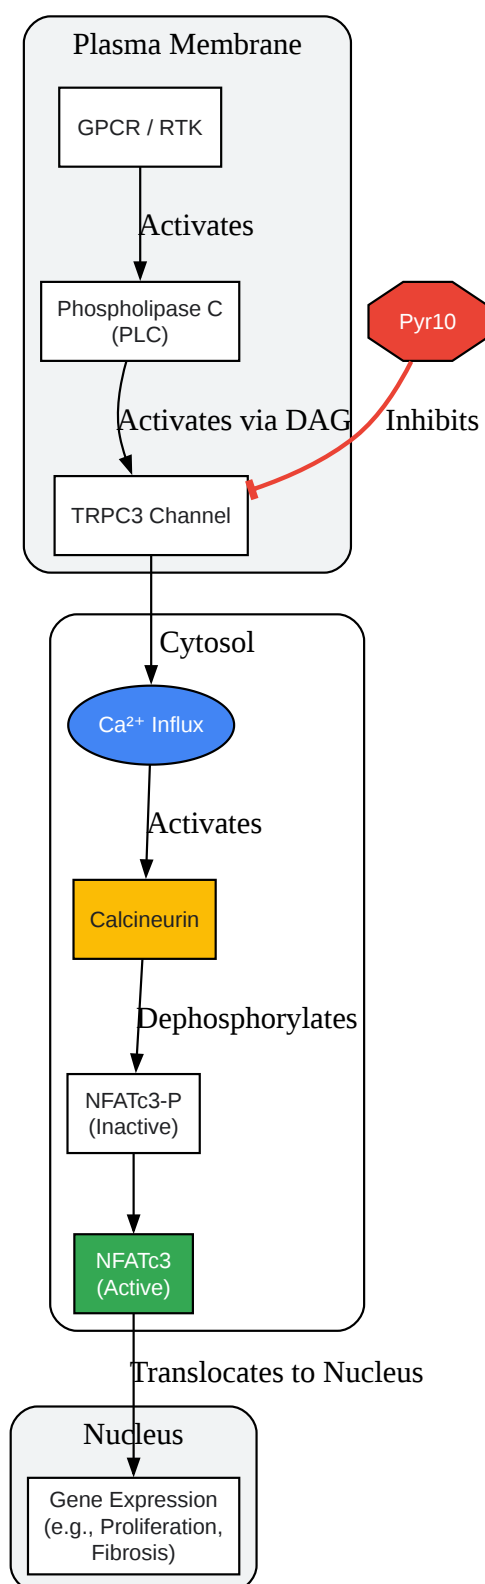 Plasma Membrane
GPCR / RTK
Activates
Phospholipase C
(PLC)
Pyr10
Activates via DAG
Inhibits
TRPC3 Channel
Cytosol
Ca²⁺ Influx
Activates
Calcineurin
Dephosphorylates
NFATc3-P
(Inactive)
NFATc3
(Active)
Translocates to Nucleus
Nucleus
Gene Expression
(e.g., Proliferation,
Fibrosis)